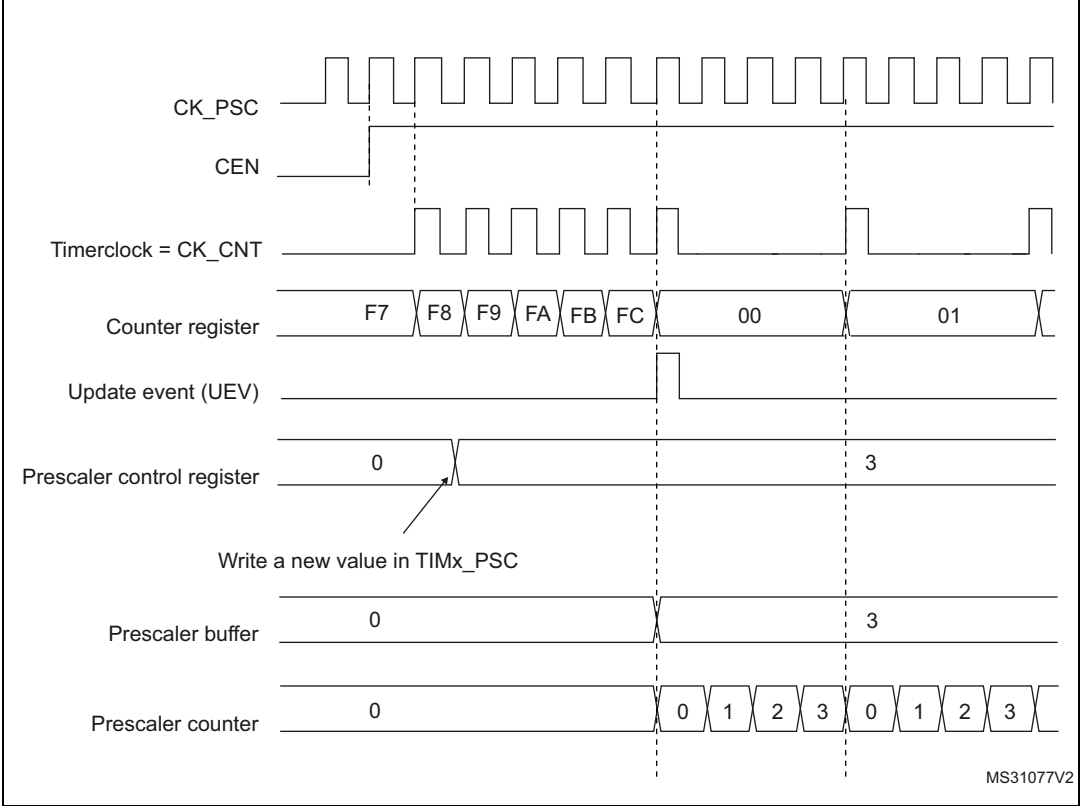 CK_PSC
CEN
Timerclock = CK_CNT
Counter register
F7 F8 F9 FA FB FC 00 01
Update event (UEV)
Prescaler control register
0 3
Write a new value in TIMx_PSC
Prescaler buffer
0 3
Prescaler counter
0 0 1 2 3 0 1 2 3
MS31077V2